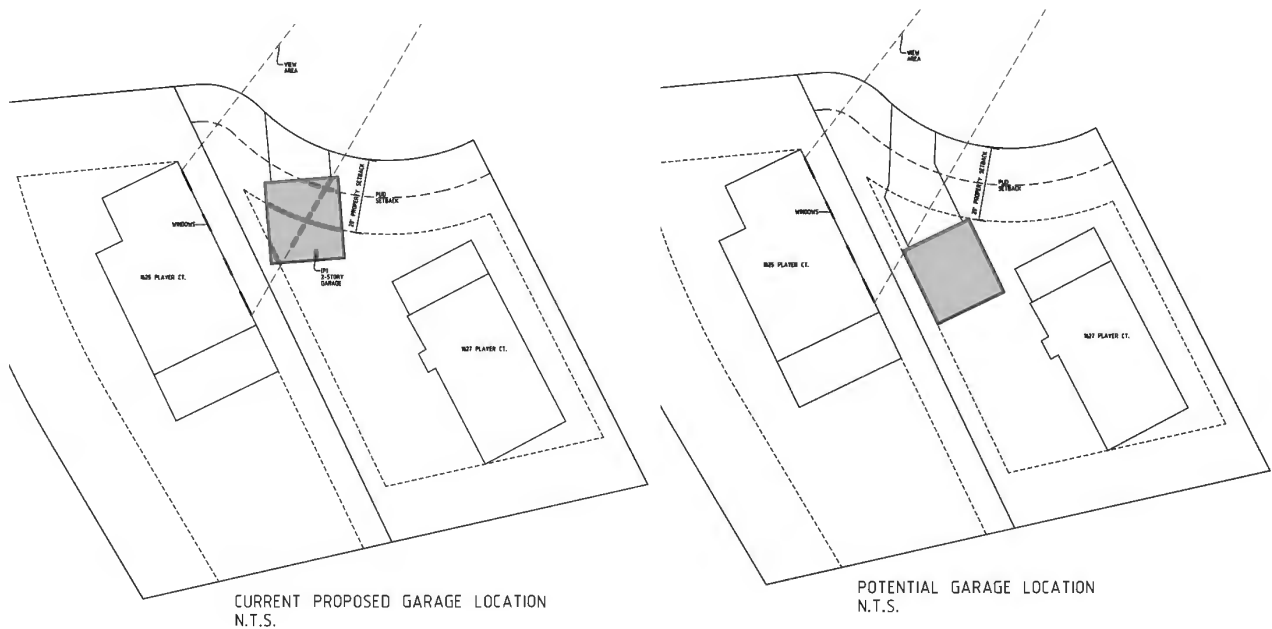 VIEW
AREA
20' PROPERTY SETBACK
PUD
SETBACK
WINDOWS
(P)
2-STORY
GARAGE
1625 PLAYER CT.
1627 PLAYER CT.
CURRENT PROPOSED GARAGE LOCATION
N.T.S.
VIEW
AREA
20' PROPERTY SETBACK
PUD
SETBACK
WINDOWS
1625 PLAYER CT.
1627 PLAYER CT.
POTENTIAL GARAGE LOCATION
N.T.S.